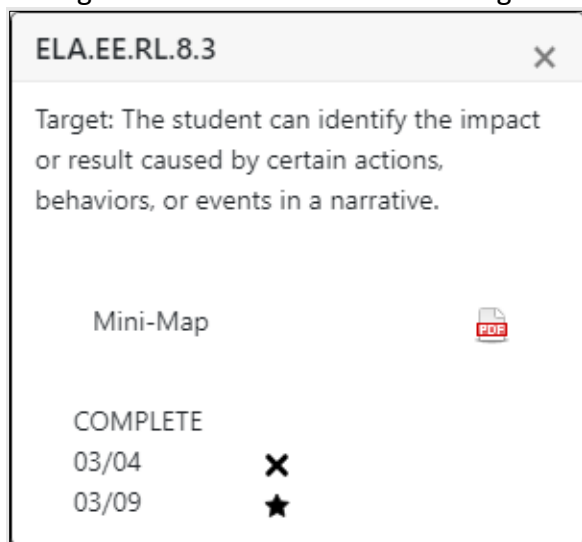 ELA.EE.RL.8.3
Target: The student can identify the impact
or result caused by certain actions,
behaviors, or events in a narrative.
Mini-Map
PDF
COMPLETE
03/04
03/09